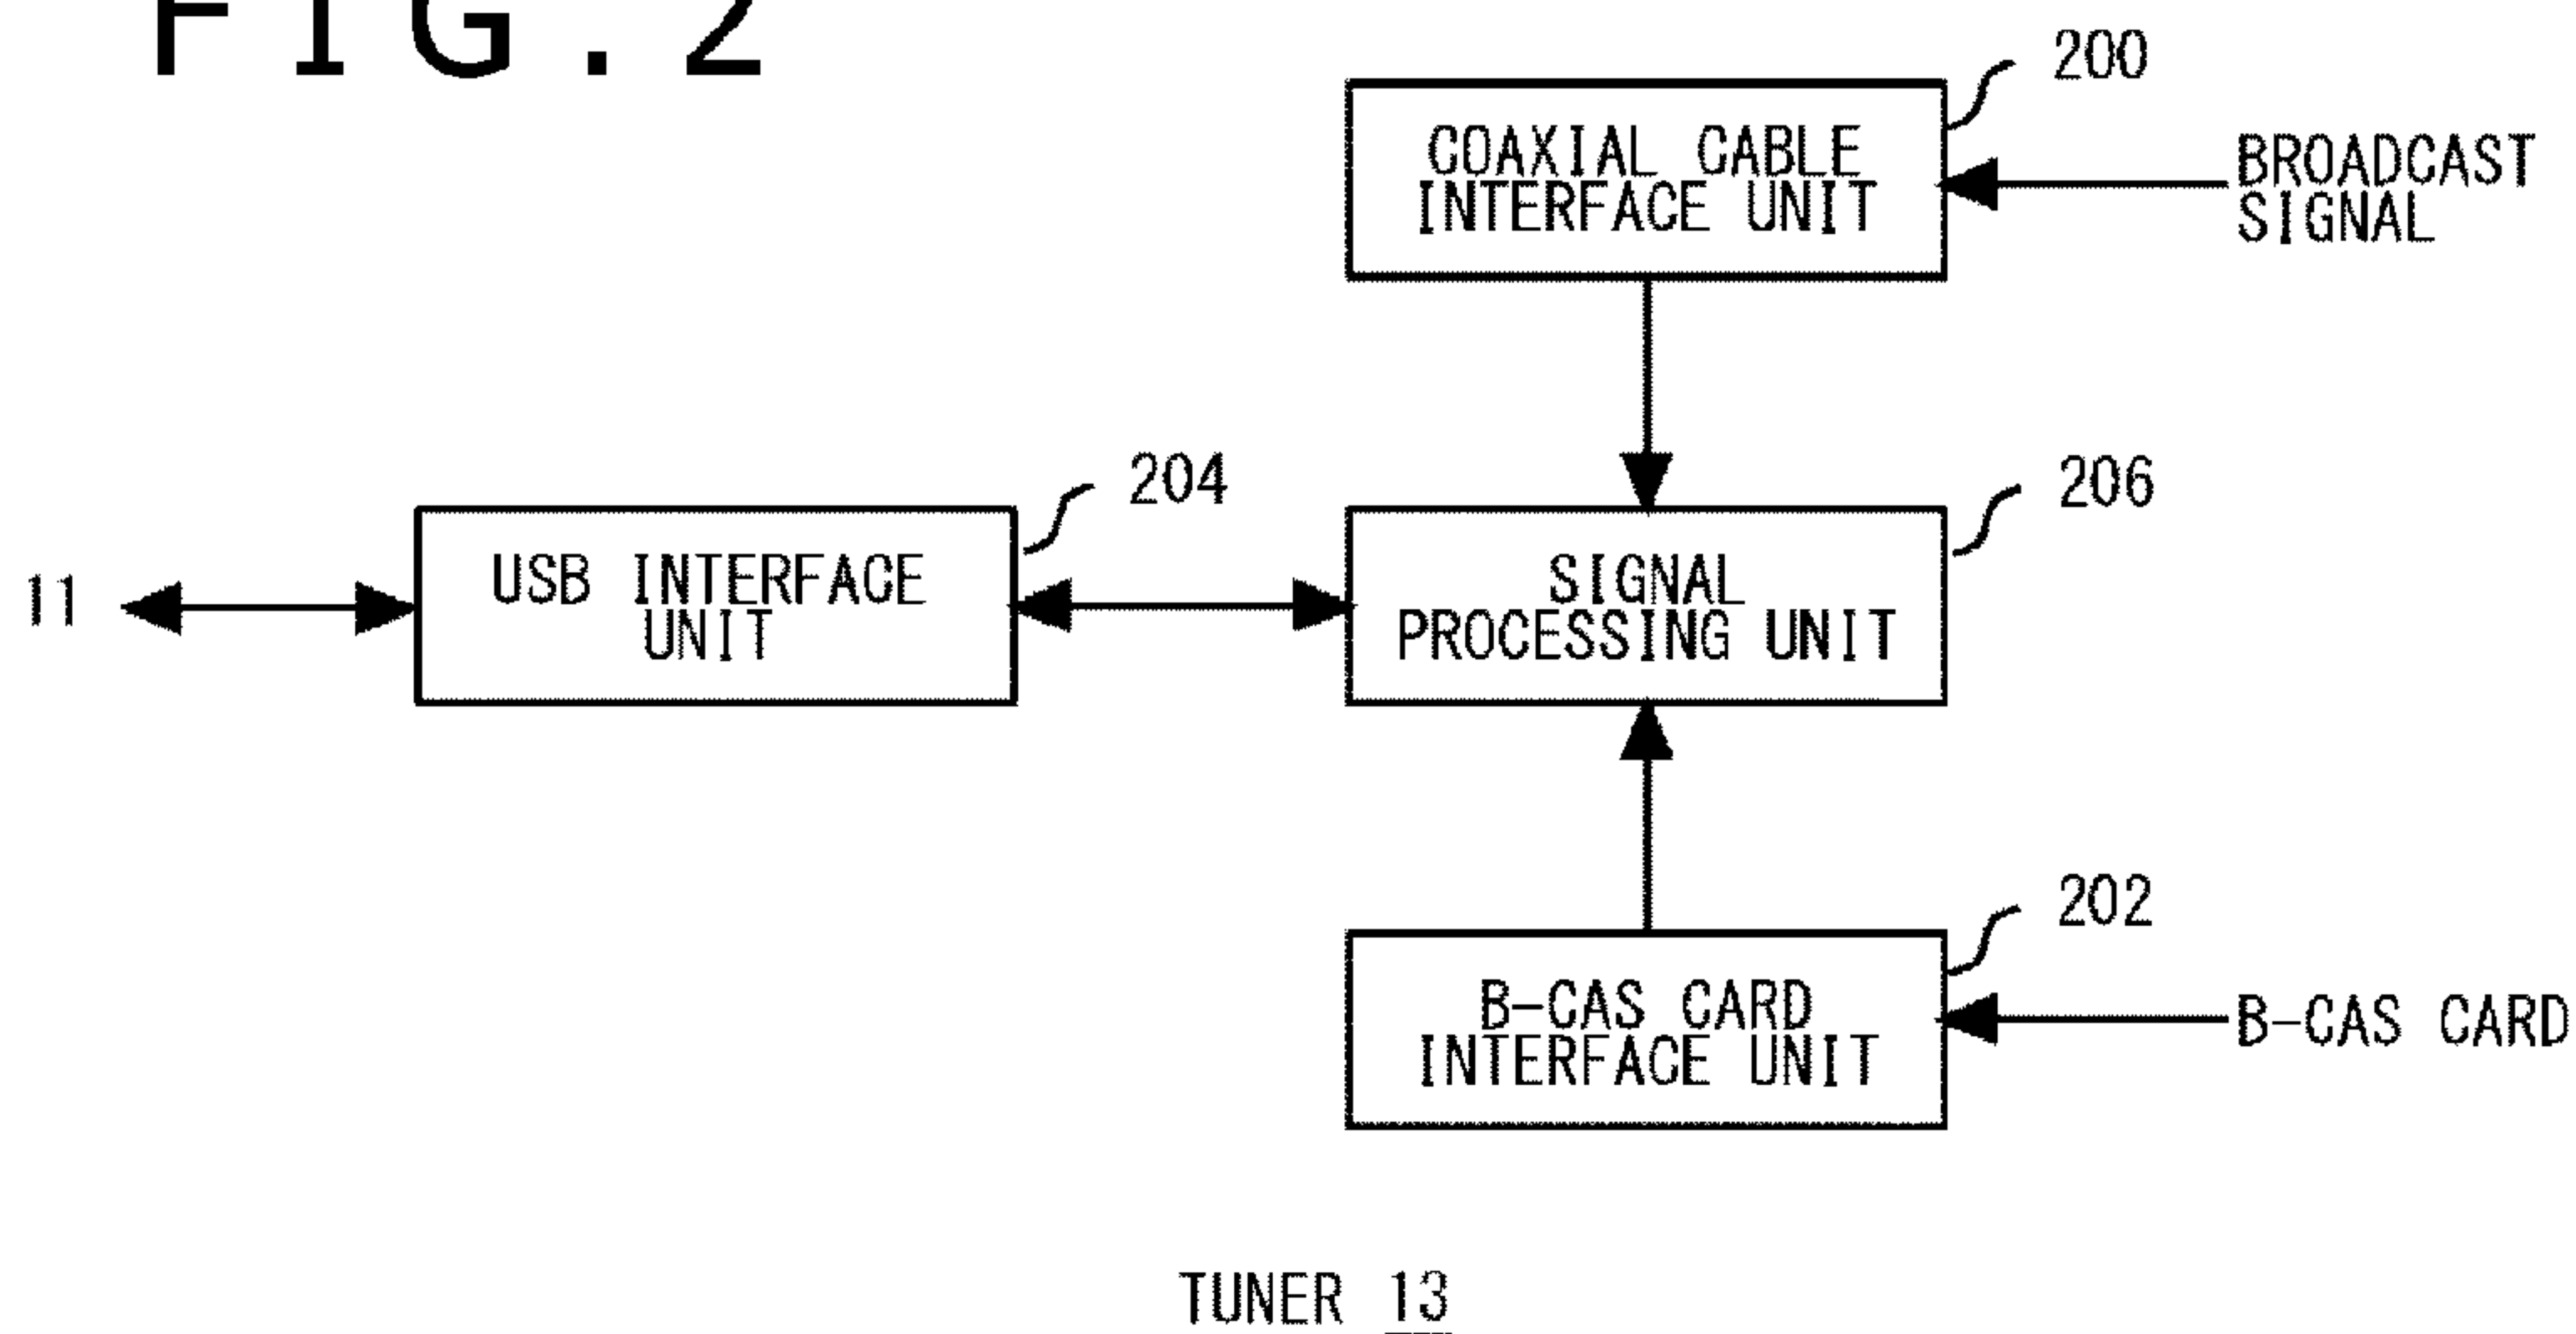 FIG.2
200
COAXIAL CABLE
INTERFACE UNIT
BROADCAST
SIGNAL
204
206
11
USB INTERFACE
UNIT
SIGNAL
PROCESSING UNIT
202
B-CAS CARD
INTERFACE UNIT
B-CAS CARD
TUNER 13